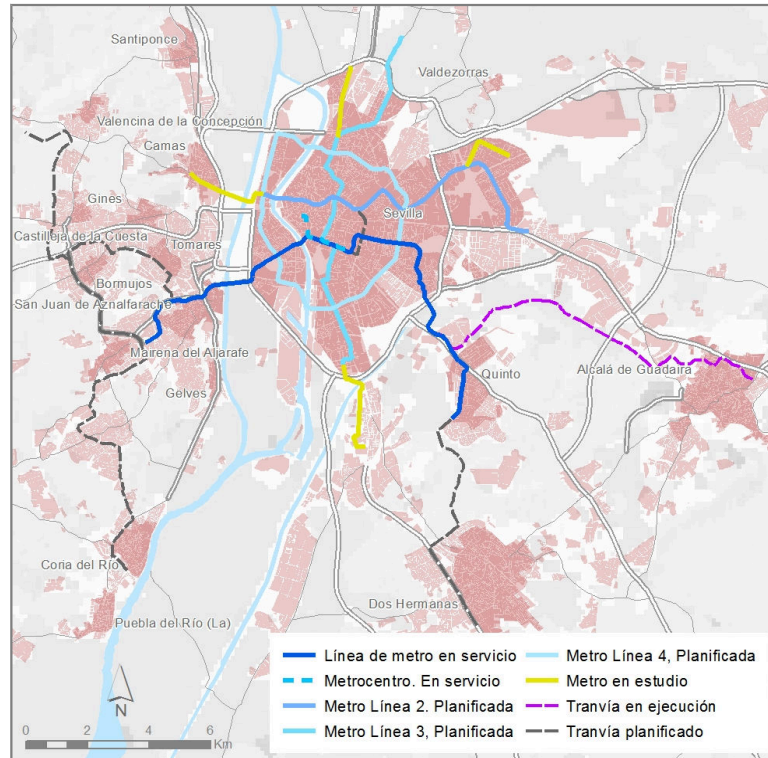 Santiponce
Valdezorras
Valencina de la Concepción
Camas
Gines
Sevilla
Castilleja de la Cuesta
Tomares
Bormujos
San Juan de Aznalfarache
Mairena del Aljarafe
Quinto
Alcalá de Guadaira
Gelves
Coria del Río
Dos Hermanas
Puebla del Río (La)
Línea de metro en servicio
Metrocentro. En servicio
Metro Línea 2. Planificada
Metro Línea 3, Planificada
Metro Línea 4, Planificada
Metro en estudio
Tranvía en ejecución
Tranvía planificado
N
0 2 4 6
Km